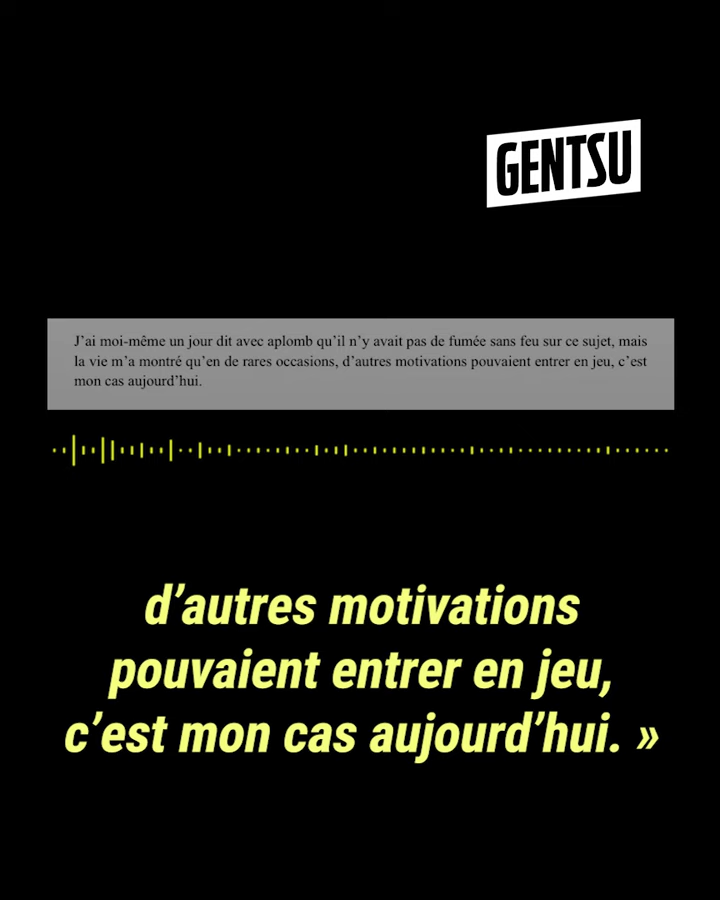 GENTSU
J’ai moi-même un jour dit avec aplomb qu’il n’y avait pas de fumée sans feu sur ce sujet, mais
la vie m’a montré qu’en de rares occasions, d’autres motivations pouvaient entrer en jeu, c’est
mon cas aujourd’hui.
d’autres motivations
pouvaient entrer en jeu,
c’est mon cas aujourd’hui. »